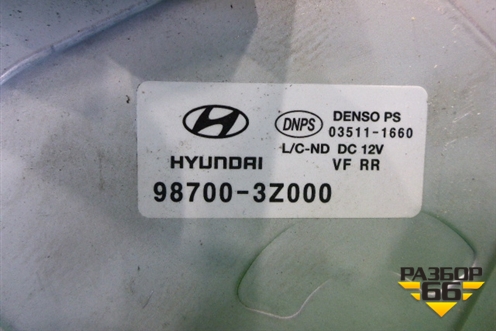 HYUNDAI
98700-3Z000
DNPS
DENSO PS
03511-1660
L/C-ND DC 12V
VF RR
РАЗБОР
66